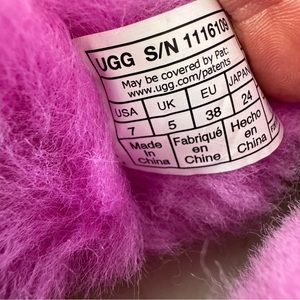 UGG S/N 1116109
May be covered by Pat:
www.ugg.com/patents
USA UK EU JAPAN
7 5 38 24
Made in China Fabriqué en Chine Hecho en China